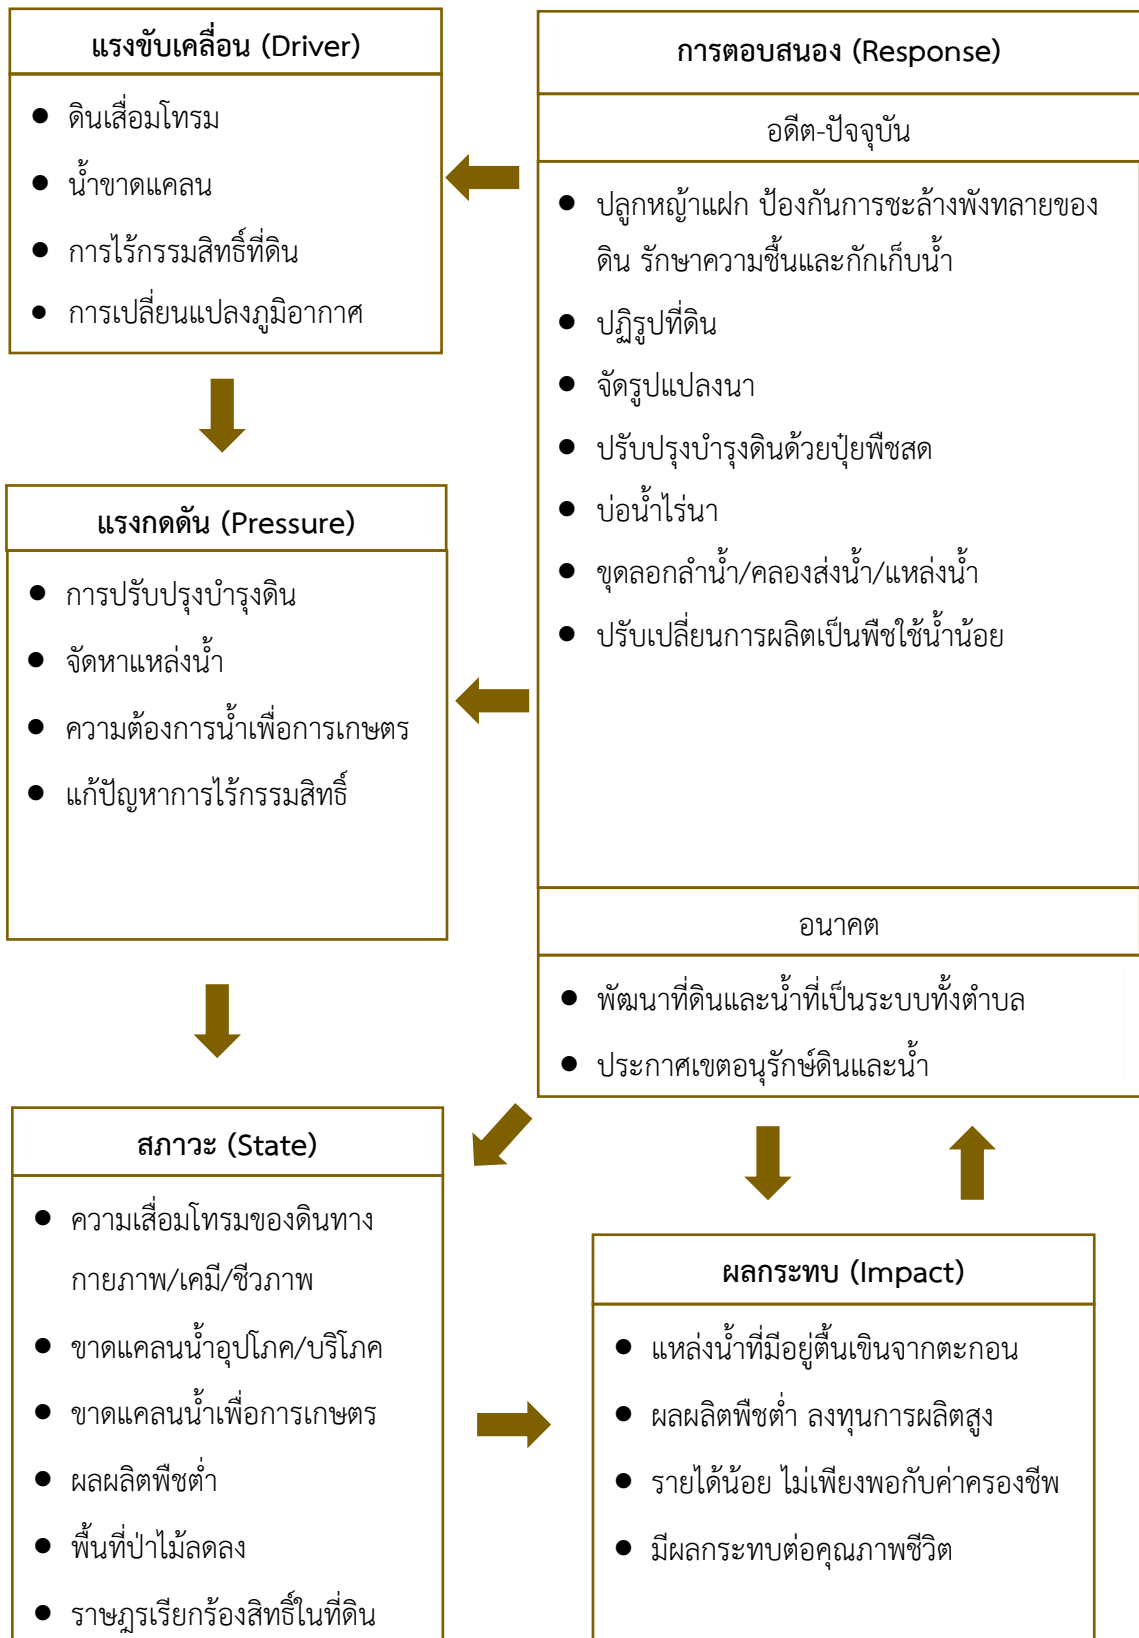 แรงขับเคลื่อน (Driver)
● ดินเสื่อมโทรม
● น้ำขาดแคลน
● การไร้กรรมสิทธิ์ที่ดิน
● การเปลี่ยนแปลงภูมิอากาศ
แรงกดดัน (Pressure)
● การปรับปรุงบำรุงดิน
● จัดหาแหล่งน้ำ
● ความต้องการน้ำเพื่อการเกษตร
● แก้ปัญหาการไร้กรรมสิทธิ์
สภาวะ (State)
● ความเสื่อมโทรมของดินทาง
กายภาพ/เคมี/ชีวภาพ
● ขาดแคลนน้ำอุปโภค/บริโภค
● ขาดแคลนน้ำเพื่อการเกษตร
● ผลผลิตพืชต่ำ
● พื้นที่ป่าไม้ลดลง
● ราษฎรเรียกร้องสิทธิ์ในที่ดิน
การตอบสนอง (Response)
อดีต-ปัจจุบัน
● ปลูกหญ้าแฝก ป้องกันการชะล้างพังทลายของ
ดิน รักษาความชื้นและกักเก็บน้ำ
● ปฏิรูปที่ดิน
● จัดรูปแปลงนา
● ปรับปรุงบำรุงดินด้วยปุ๋ยพืชสด
● บ่อน้ำไร่นา
● ขุดลอกลำน้ำ/คลองส่งน้ำ/แหล่งน้ำ
● ปรับเปลี่ยนการผลิตเป็นพืชใช้น้ำน้อย
อนาคต
● พัฒนาที่ดินและน้ำที่เป็นระบบทั้งตำบล
● ประกาศเขตอนุรักษ์ดินและน้ำ
ผลกระทบ (Impact)
● แหล่งน้ำที่มีอยู่ตื้นเขินจากตะกอน
● ผลผลิตพืชต่ำ ลงทุนการผลิตสูง
● รายได้น้อย ไม่เพียงพอกับค่าครองชีพ
● มีผลกระทบต่อคุณภาพชีวิต